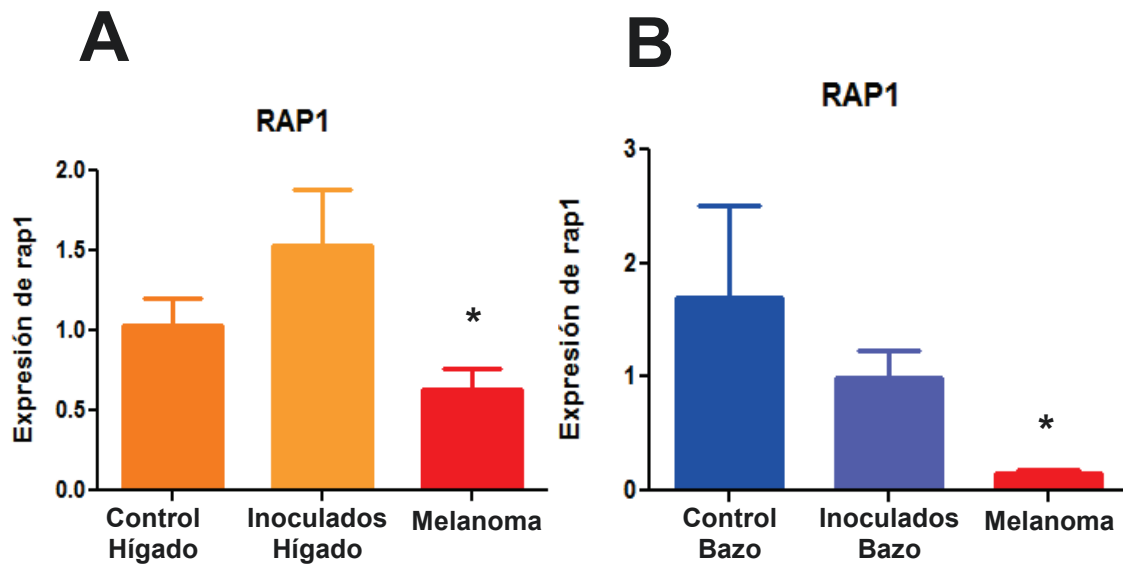 A
RAP1
Expresión de rap1
2.0
1.5
1.0
0.5
0.0
*
Control
Hígado
Inoculados
Hígado
Melanoma
B
RAP1
Expresión de rap1
3
2
1
0
*
Control
Bazo
Inoculados
Bazo
Melanoma